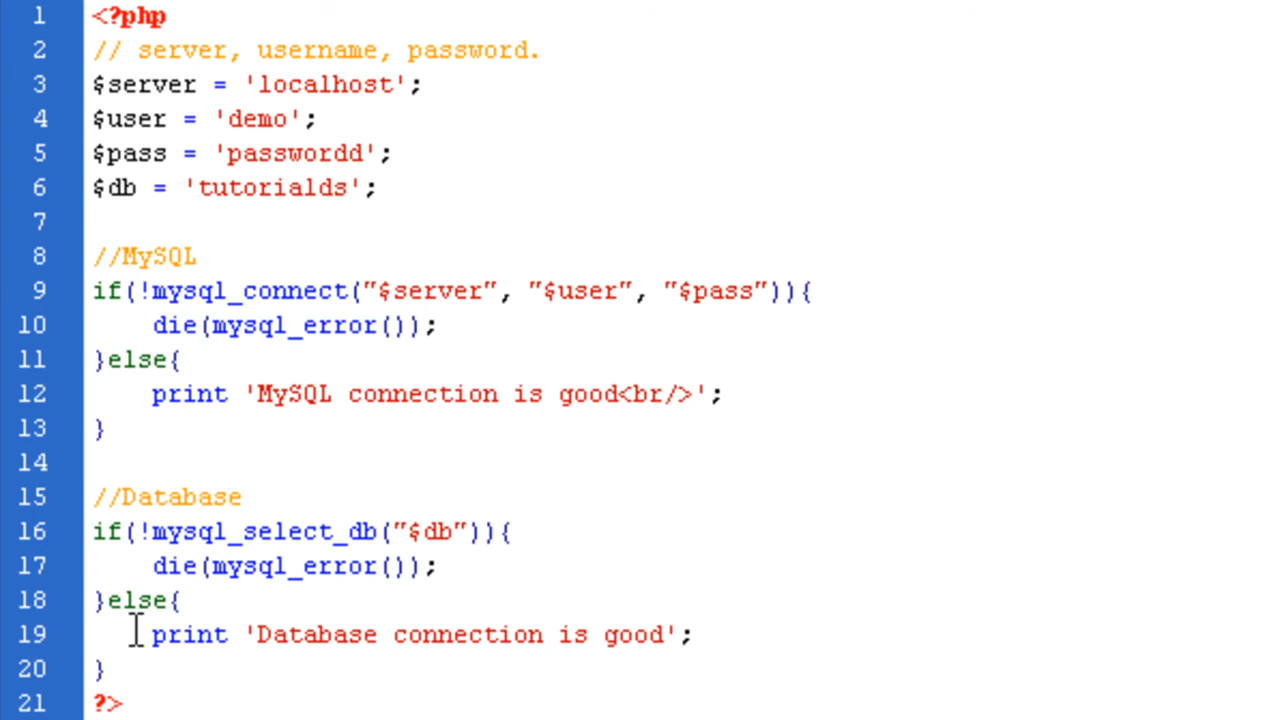 1 <?php
2 // server, username, password.
3 $server = 'localhost';
4 $user = 'demo';
5 $pass = 'passwordd';
6 $db = 'tutorialds';
7
8 //MySQL
9 if(!mysql_connect("$server", "$user", "$pass")){
10     die(mysql_error());
11 }else{
12     print 'MySQL connection is good<br/>';
13 }
14
15 //Database
16 if(!mysql_select_db("$db")){
17     die(mysql_error());
18 }else{
19     print 'Database connection is good';
20 }
21 ?>